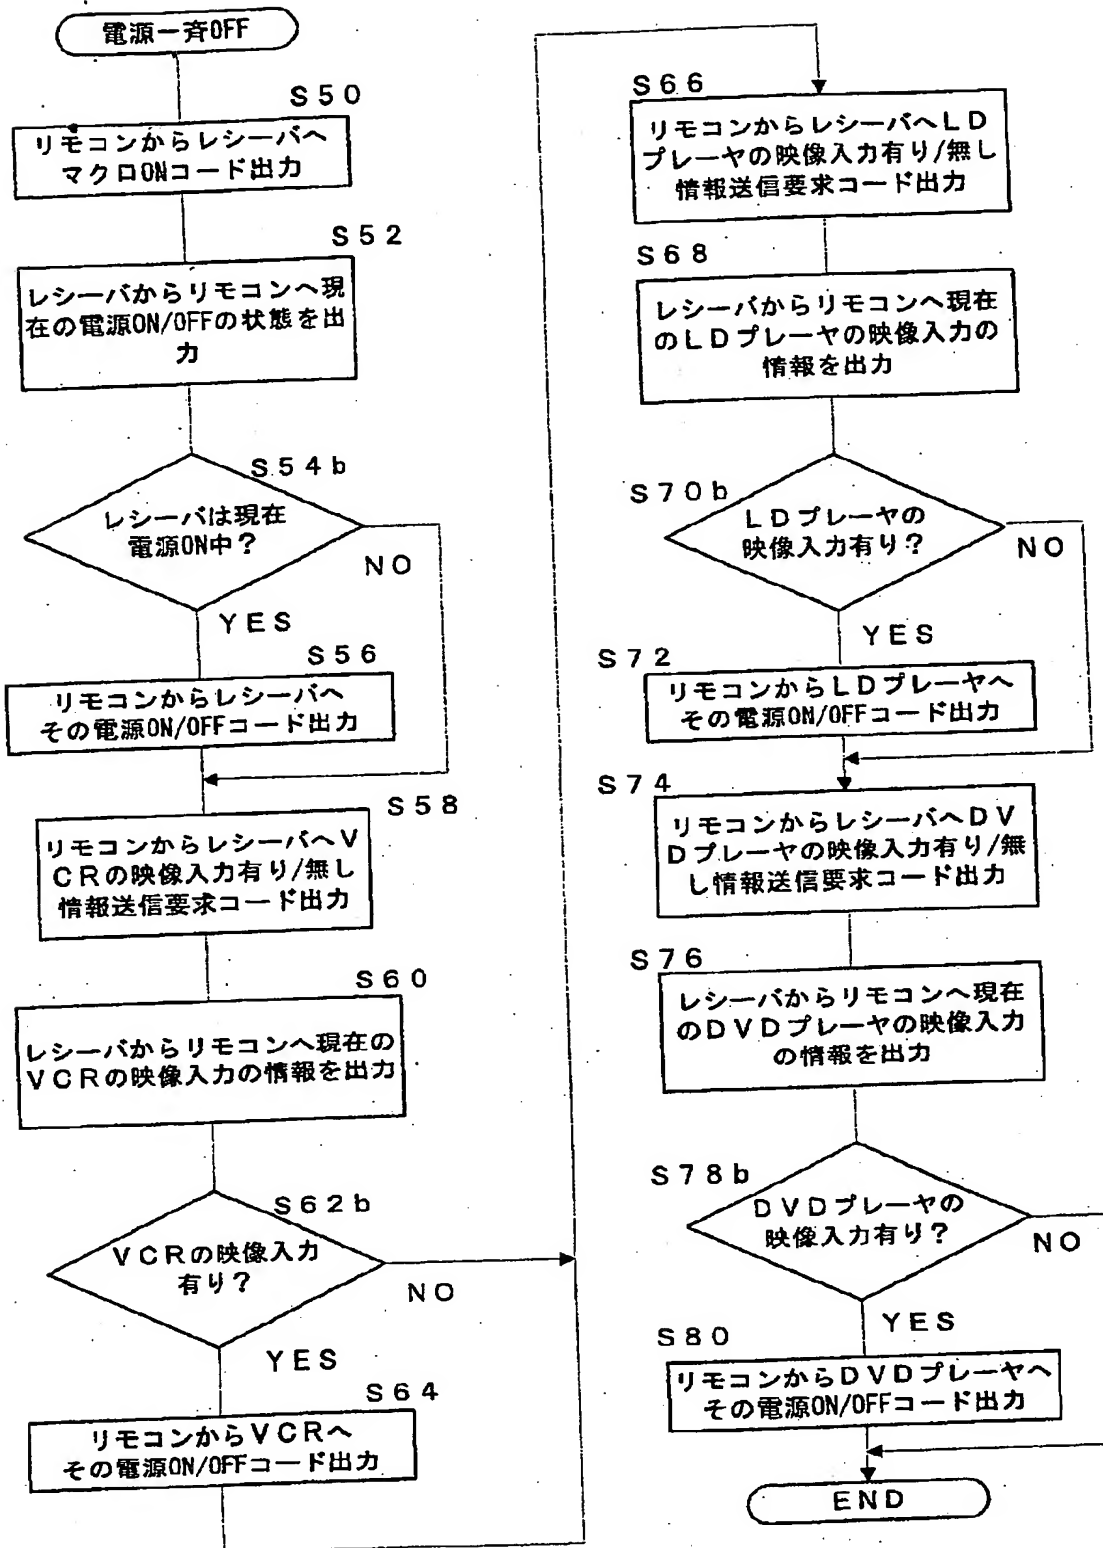 電源一斉OFF
S50
リモコンからレシーバへ
マクロONコード出力
S52
レシーバからリモコンへ現
在の電源ON/OFFの状態を出
力
S54b
レシーバは現在
電源ON中?
NO
YES
S56
リモコンからレシーバへ
その電源ON/OFFコード出力
S58
リモコンからレシーバへV
CRの映像入力有り/無し
情報送信要求コード出力
S60
レシーバからリモコンへ現在の
VCRの映像入力の情報を出力
S62b
VCRの映像入力
有り?
NO
YES
S64
リモコンからVCRへ
その電源ON/OFFコード出力
S66
リモコンからレシーバへLD
プレーヤの映像入力有り/無し
情報送信要求コード出力
S68
レシーバからリモコンへ現在
のLDプレーヤの映像入力の
情報を出力
S70b
LDプレーヤの
映像入力有り?
NO
YES
S72
リモコンからLDプレーヤへ
その電源ON/OFFコード出力
S74
リモコンからレシーバへDV
Dプレーヤの映像入力有り/無
し情報送信要求コード出力
S76
レシーバからリモコンへ現在
のDVDプレーヤの映像入力
の情報を出力
S78b
DVDプレーヤの
映像入力有り?
NO
YES
S80
リモコンからDVDプレーヤへ
その電源ON/OFFコード出力
END